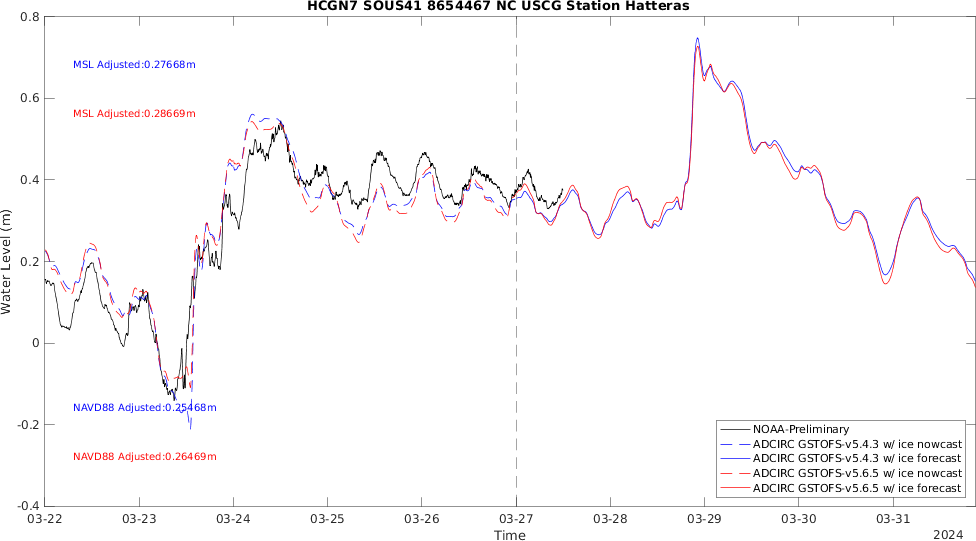 HCGN7 SOUS41 8654467 NC USCG Station Hatteras
0.8
0.6
0.4
0.2
0
-0.2
-0.4
Water Level (m)
MSL Adjusted:0.27668m
MSL Adjusted:0.28669m
NAVD88 Adjusted:0.25468m
NAVD88 Adjusted:0.26469m
NOAA-Preliminary
ADCIRC GSTOFS-v5.4.3 w/ ice nowcast
ADCIRC GSTOFS-v5.4.3 w/ ice forecast
ADCIRC GSTOFS-v5.6.5 w/ ice nowcast
ADCIRC GSTOFS-v5.6.5 w/ ice forecast
03-22 03-23 03-24 03-25 03-26 03-27 03-28 03-29 03-30 03-31
Time
2024